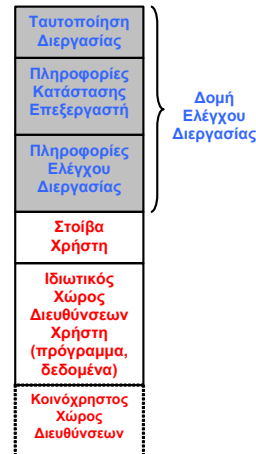 Ταυτοποίηση
Διεργασίας
Πληροφορίες
Κατάστασης
Επεξεργαστή
Πληροφορίες
Ελέγχου
Διεργασίας
Δομή
Ελέγχου
Διεργασίας
Στοίβα
Χρήστη
Ιδιωτικός
Χώρος
Διευθύνσεων
Χρήστη
(πρόγραμμα,
δεδομένα)
Κοινόχρηστος
Χώρος
Διευθύνσεων